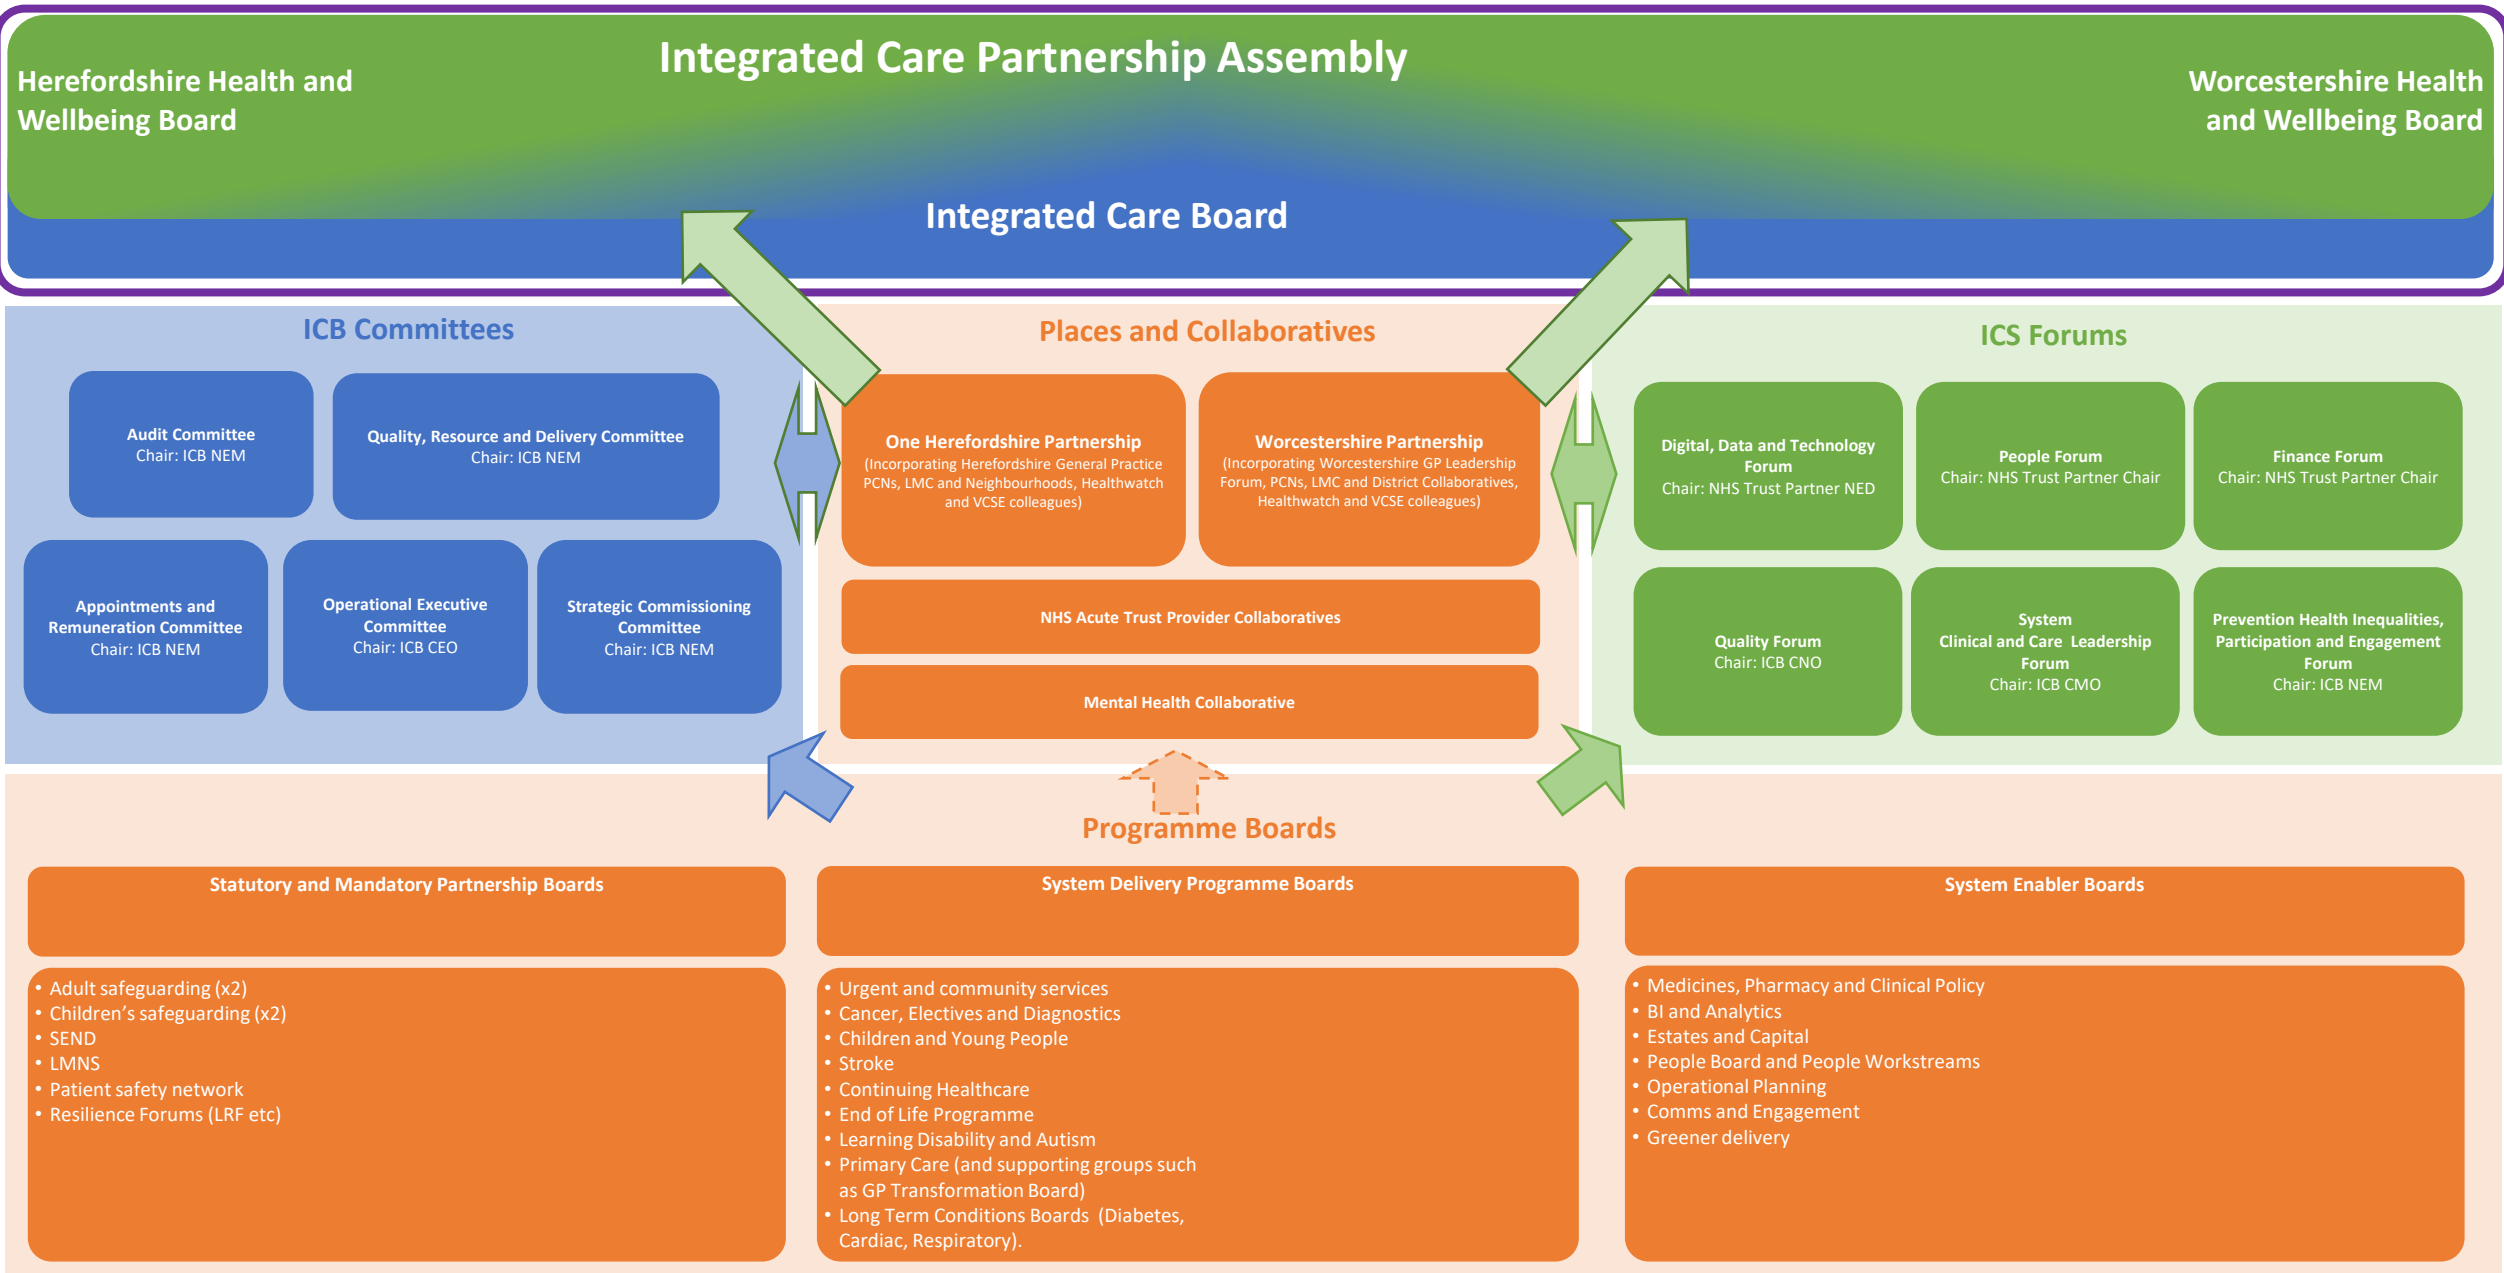 Integrated Care Partnership Assembly
Herefordshire Health and
Wellbeing Board
Worcestershire Health
and Wellbeing Board
Integrated Care Board
ICB Committees
Audit Committee
Chair: ICB NEM
Quality, Resource and Delivery Committee
Chair: ICB NEM
Appointments and
Remuneration Committee
Chair: ICB NEM
Operational Executive
Committee
Chair: ICB CEO
Strategic Commissioning
Committee
Chair: ICB NEM
Places and Collaboratives
One Herefordshire Partnership
(Incorporating Herefordshire General Practice
PCNs, LMC and Neighbourhoods, Healthwatch
and VCSE colleagues)
Worcestershire Partnership
(Incorporating Worcestershire GP Leadership
Forum, PCNs, LMC and District Collaboratives,
Healthwatch and VCSE colleagues)
NHS Acute Trust Provider Collaboratives
Mental Health Collaborative
ICS Forums
Digital, Data and Technology
Forum
Chair: NHS Trust Partner NED
People Forum
Chair: NHS Trust Partner Chair
Finance Forum
Chair: NHS Trust Partner Chair
Quality Forum
Chair: ICB CNO
System
Clinical and Care Leadership
Forum
Chair: ICB CMO
Prevention Health Inequalities,
Participation and Engagement
Forum
Chair: ICB NEM
Programme Boards
Statutory and Mandatory Partnership Boards
• Adult safeguarding (x2)
• Children’s safeguarding (x2)
• SEND
• LMNS
• Patient safety network
• Resilience Forums (LRF etc)
System Delivery Programme Boards
• Urgent and community services
• Cancer, Electives and Diagnostics
• Children and Young People
• Stroke
• Continuing Healthcare
• End of Life Programme
• Learning Disability and Autism
• Primary Care (and supporting groups such
as GP Transformation Board)
• Long Term Conditions Boards (Diabetes,
Cardiac, Respiratory).
System Enabler Boards
• Medicines, Pharmacy and Clinical Policy
• BI and Analytics
• Estates and Capital
• People Board and People Workstreams
• Operational Planning
• Comms and Engagement
• Greener delivery